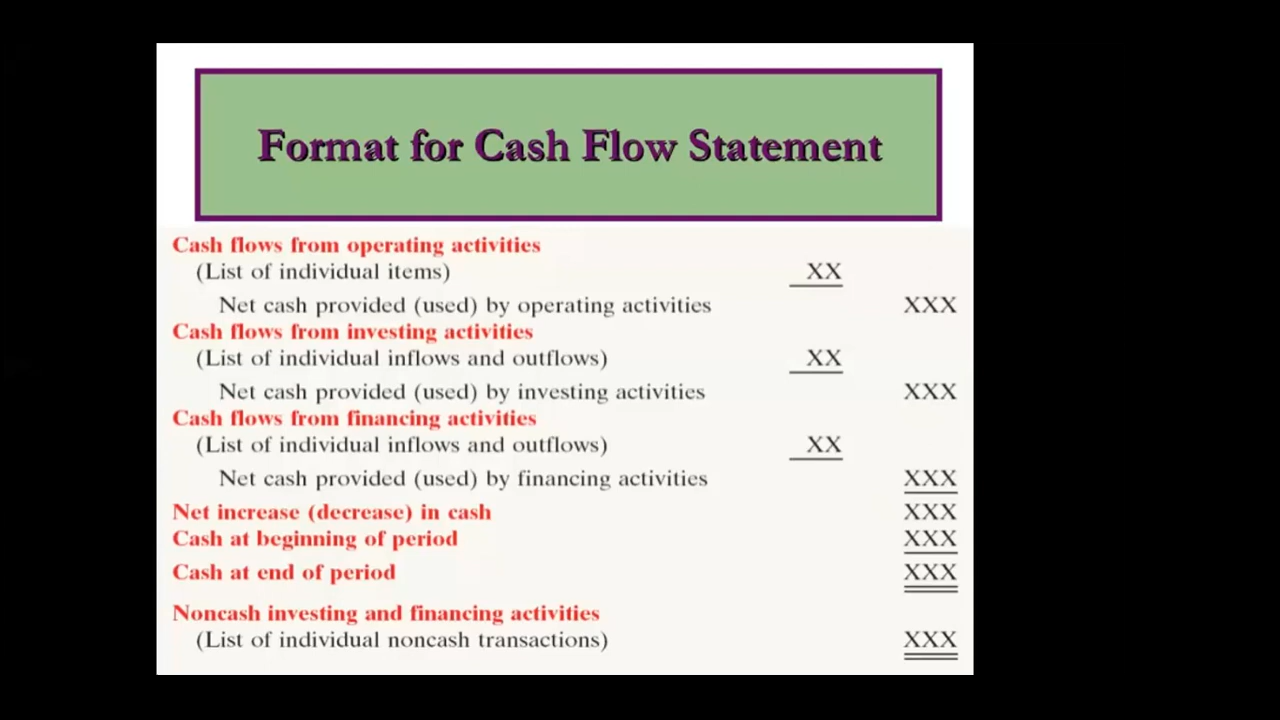 Format for Cash Flow Statement
Cash flows from operating activities
(List of individual items) XX
Net cash provided (used) by operating activities XXX
Cash flows from investing activities
(List of individual inflows and outflows) XX
Net cash provided (used) by investing activities XXX
Cash flows from financing activities
(List of individual inflows and outflows) XX
Net cash provided (used) by financing activities XXX
Net increase (decrease) in cash XXX
Cash at beginning of period XXX
Cash at end of period XXX
Noncash investing and financing activities
(List of individual noncash transactions) XXX